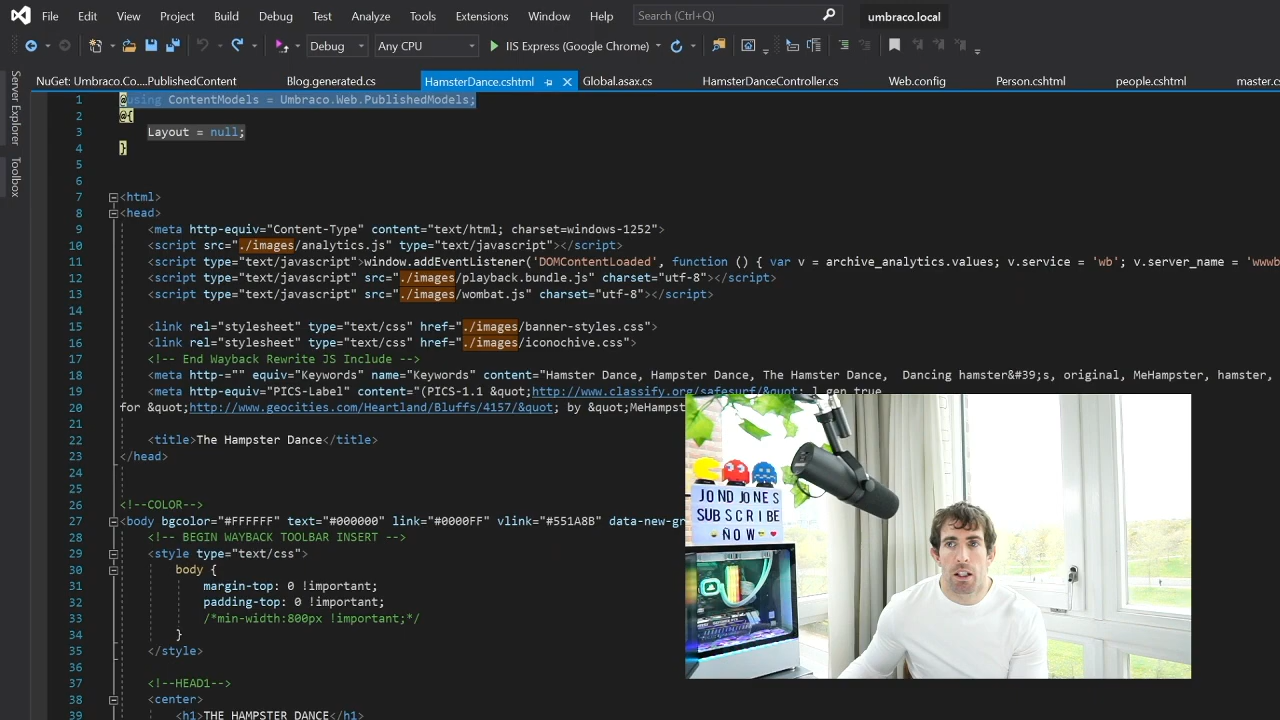 File Edit View Project Build Debug Test Analyze Tools Extensions Window Help Search (Ctrl+Q) umbraco.local
Debug Any CPU IIS Express (Google Chrome)
NuGet: Umbraco.Co....PublishedContent Blog.generated.cs HamsterDance.cshtml Global.asax.cs HamsterDanceController.cs Web.config Person.cshtml people.cshtml master.cs
Server Explorer
Toolbox
1 @using ContentModels = Umbraco.Web.PublishedModels;
2 @{
3 Layout = null;
4 }
5
6
7 <html>
8 <head>
9 <meta http-equiv="Content-Type" content="text/html; charset=windows-1252">
10 <script src="./images/analytics.js" type="text/javascript"></script>
11 <script type="text/javascript">window.addEventListener('DOMContentLoaded', function () { var v = archive_analytics.values; v.service = 'wb'; v.server_name = 'wwwb
12 <script type="text/javascript" src="./images/playback.bundle.js" charset="utf-8"></script>
13 <script type="text/javascript" src="./images/wombat.js" charset="utf-8"></script>
14
15 <link rel="stylesheet" type="text/css" href="./images/banner-styles.css">
16 <link rel="stylesheet" type="text/css" href="./images/iconochive.css">
17 <!-- End Wayback Rewrite JS Include -->
18 <meta http-="" equiv="Keywords" name="Keywords" content="Hamster Dance, Hampster Dance, The Hamster Dance, Dancing hamster&#39;s, original, MeHampster, hamster,
19 <meta http-equiv="PICS-Label" content="(PICS-1.1 &quot;http://www.classify.org/safesurf/&quot; l gen true
20 for &quot;http://www.geocities.com/Heartland/Bluffs/4157/&quot; by &quot;MeHampst
21
22 <title>The Hampster Dance</title>
23 </head>
24
25
26 <!--COLOR-->
27 <body bgcolor="#FFFFFF" text="#000000" link="#0000FF" vlink="#551A8B" data-new-gr
28 <!-- BEGIN WAYBACK TOOLBAR INSERT -->
29 <style type="text/css">
30 body {
31 margin-top: 0 !important;
32 padding-top: 0 !important;
33 /*min-width:800px !important;*/
34 }
35 </style>
36
37 <!--HEAD1-->
38 <center>
39 <h1>THE HAMPSTER DANCE</h1>
JOND JONES
SUBSCRIBE
NOW